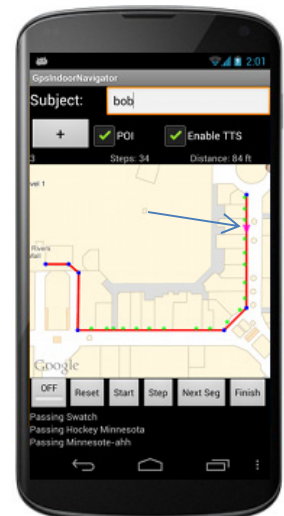 2:01
GpsIndoorNavigator
Subject: bob
+ POI Enable TTS
3 Steps: 34 Distance: 84 ft
vel 1
Rivers
Mall
Google
OFF Reset Start Step Next Seg Finish
Passing Swatch
Passing Hockey Minnesota
Passing Minnesote-ahh